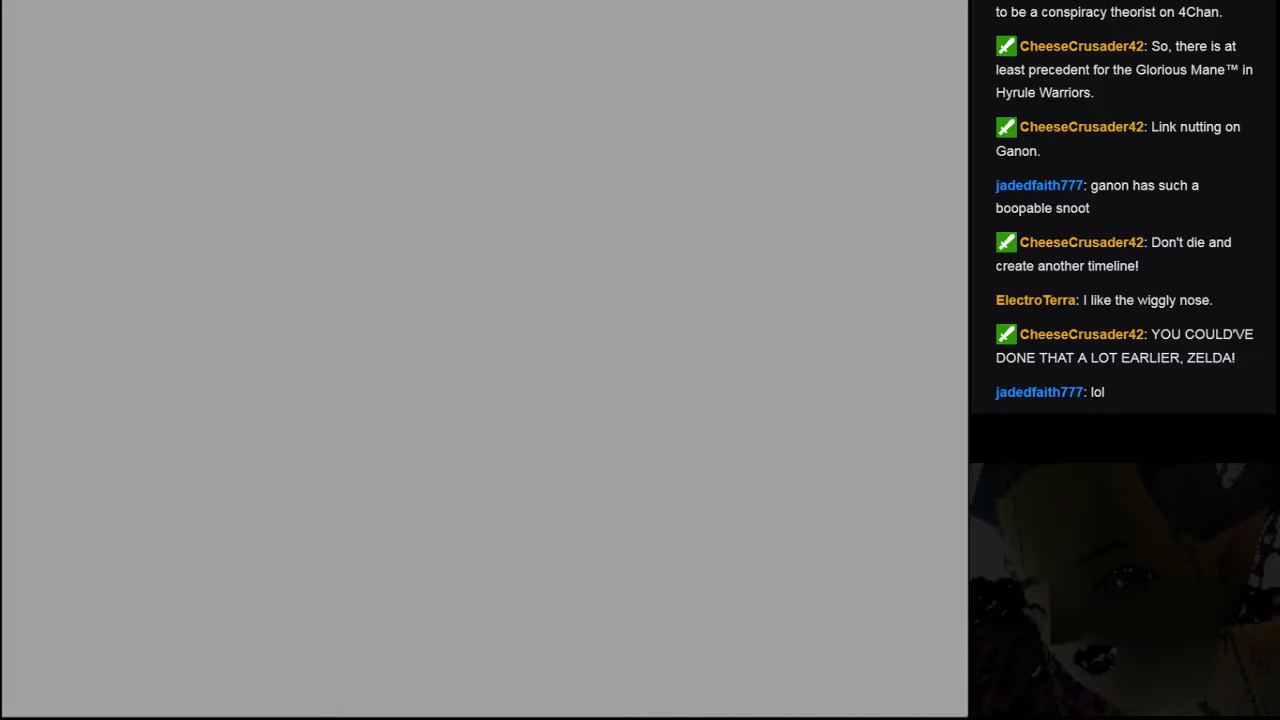 to be a conspiracy theorist on 4Chan.
CheeseCrusader42: So, there is at
least precedent for the Glorious Mane™ in
Hyrule Warriors.
CheeseCrusader42: Link nutting on
Ganon.
jadedfaith777: ganon has such a
boopable snoot
CheeseCrusader42: Don't die and
create another timeline!
ElectroTerra: I like the wiggly nose.
CheeseCrusader42: YOU COULD'VE
DONE THAT A LOT EARLIER, ZELDA!
jadedfaith777: lol